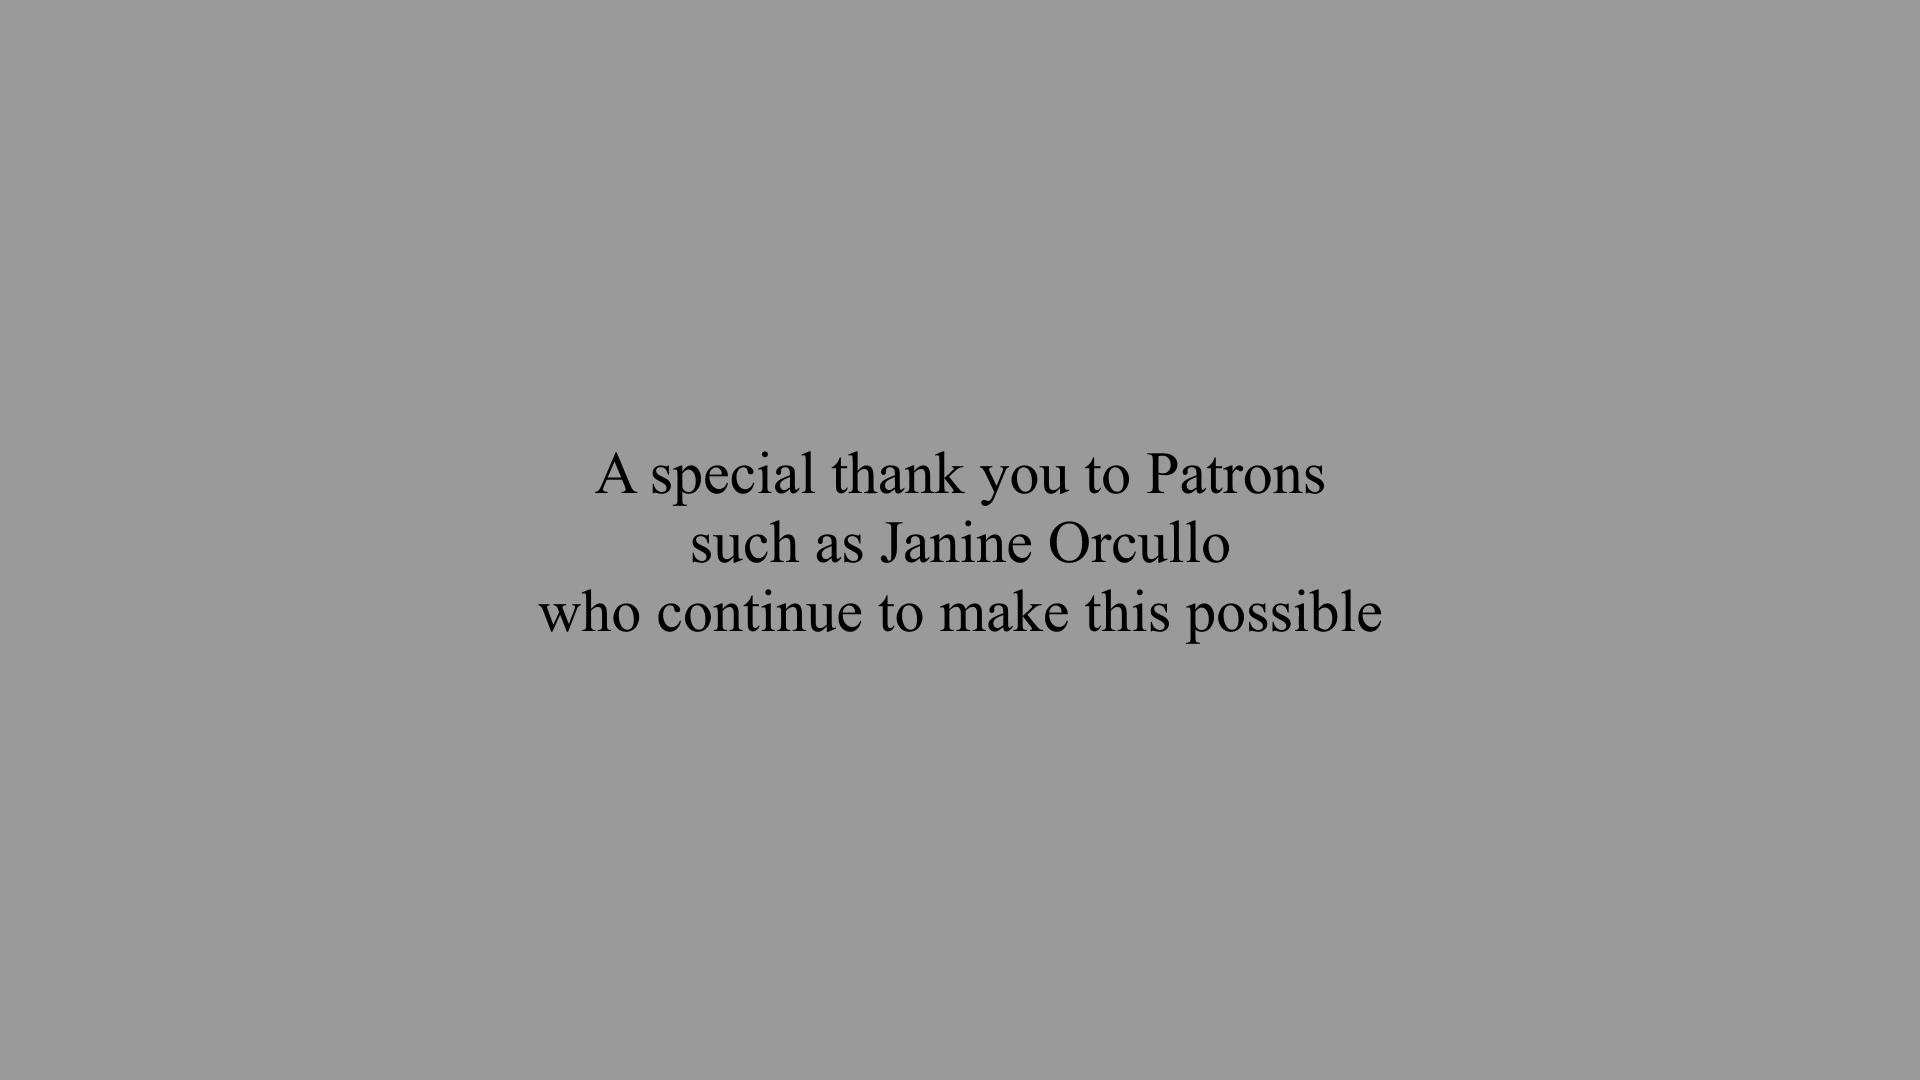 A special thank you to Patrons
such as Janine Orcullo
who continue to make this possible